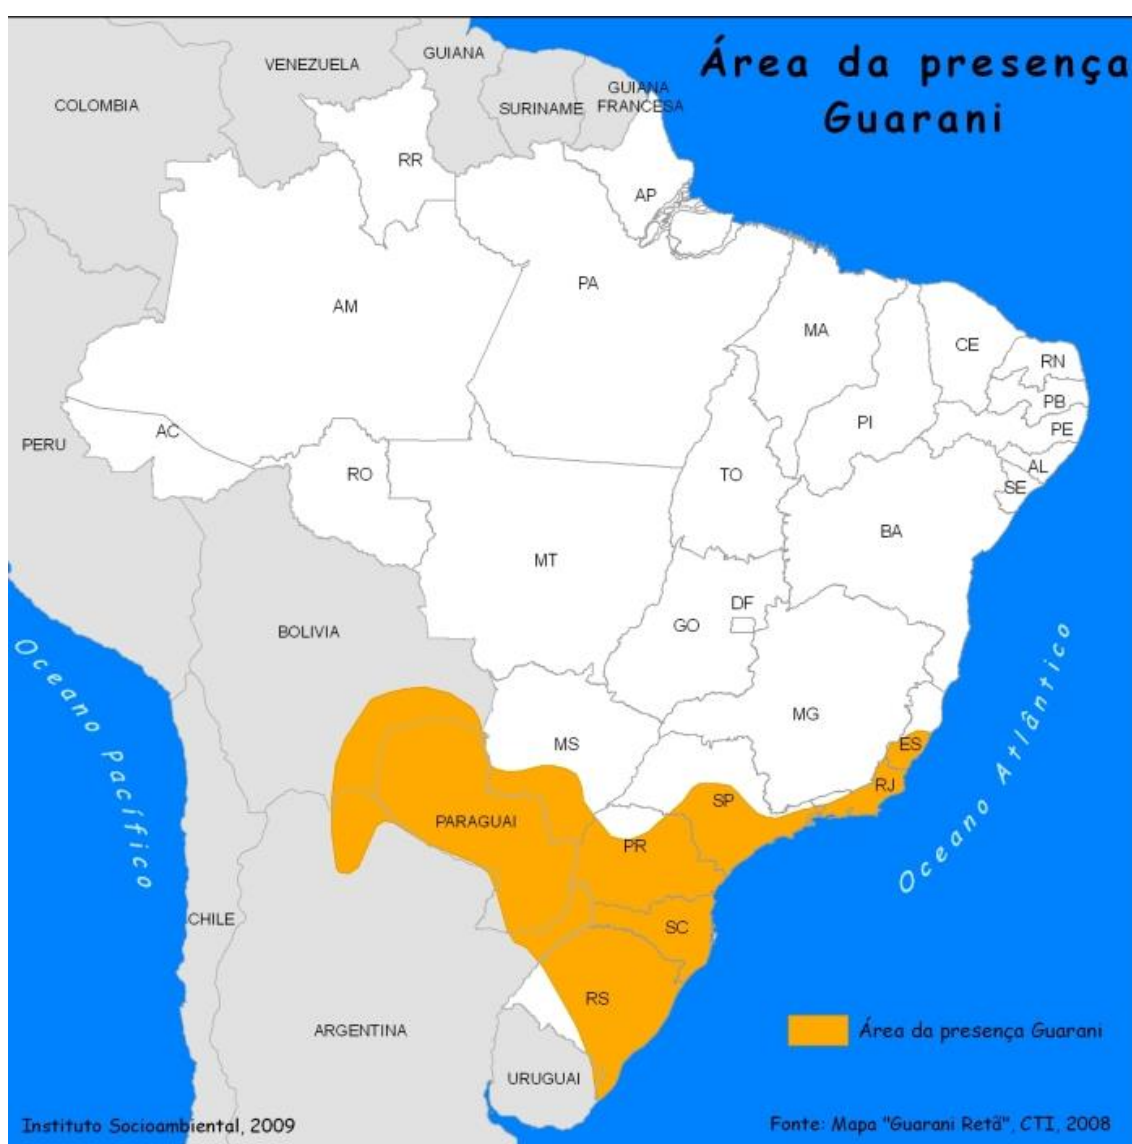 Área da presença
Guarani
VENEZUELA
GUIANA
COLOMBIA
SURINAME
GUIANA
FRANCESA
RR
AP
AM
PA
MA
CE
RN
PB
PE
AL
SE
PI
PERU
AC
RO
TO
BA
MT
DF
GO
BOLIVIA
Oceano Pacífico
Oceano Atlântico
MS
MG
ES
RJ
SP
PARAGUAI
PR
CHILE
SC
RS
ARGENTINA
URUGUAI
Área da presença Guarani
Instituto Socioambiental, 2009
Fonte: Mapa "Guarani Retã", CTI, 2008